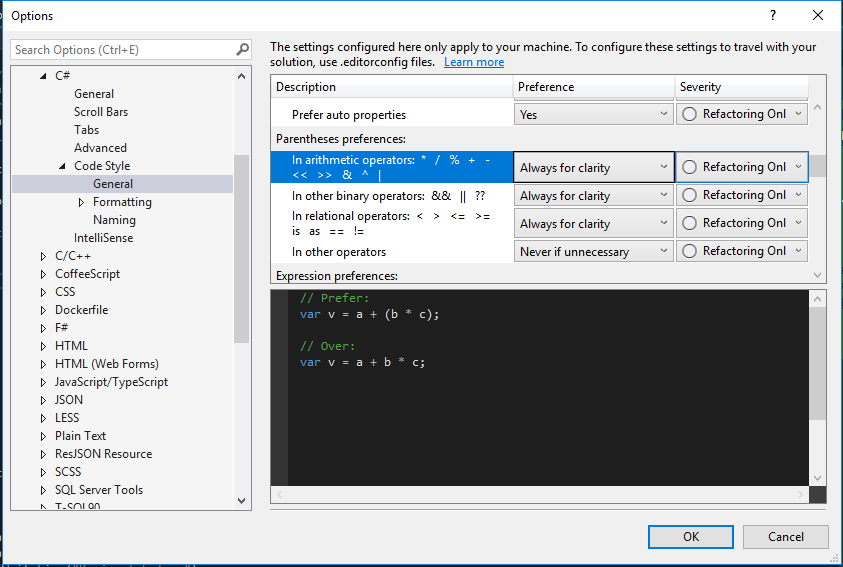 Options
?
Search Options (Ctrl+E)
C#
General
Scroll Bars
Tabs
Advanced
Code Style
General
Formatting
Naming
IntelliSense
C/C++
CoffeeScript
CSS
Dockerfile
F#
HTML
HTML (Web Forms)
JavaScript/TypeScript
JSON
LESS
Plain Text
ResJSON Resource
SCSS
SQL Server Tools
T-SQL90
The settings configured here only apply to your machine. To configure these settings to travel with your
solution, use .editorconfig files. Learn more
Description Preference Severity
Prefer auto properties Yes Refactoring Onl
Parentheses preferences:
In arithmetic operators: * / % + -
<< >> & ^ | Always for clarity Refactoring Onl
In other binary operators: && || ?? Always for clarity Refactoring Onl
In relational operators: < > <= >=
is as == != Always for clarity Refactoring Onl
In other operators Never if unnecessary Refactoring Onl
Expression preferences:
// Prefer:
var v = a + (b * c);
// Over:
var v = a + b * c;
OK Cancel